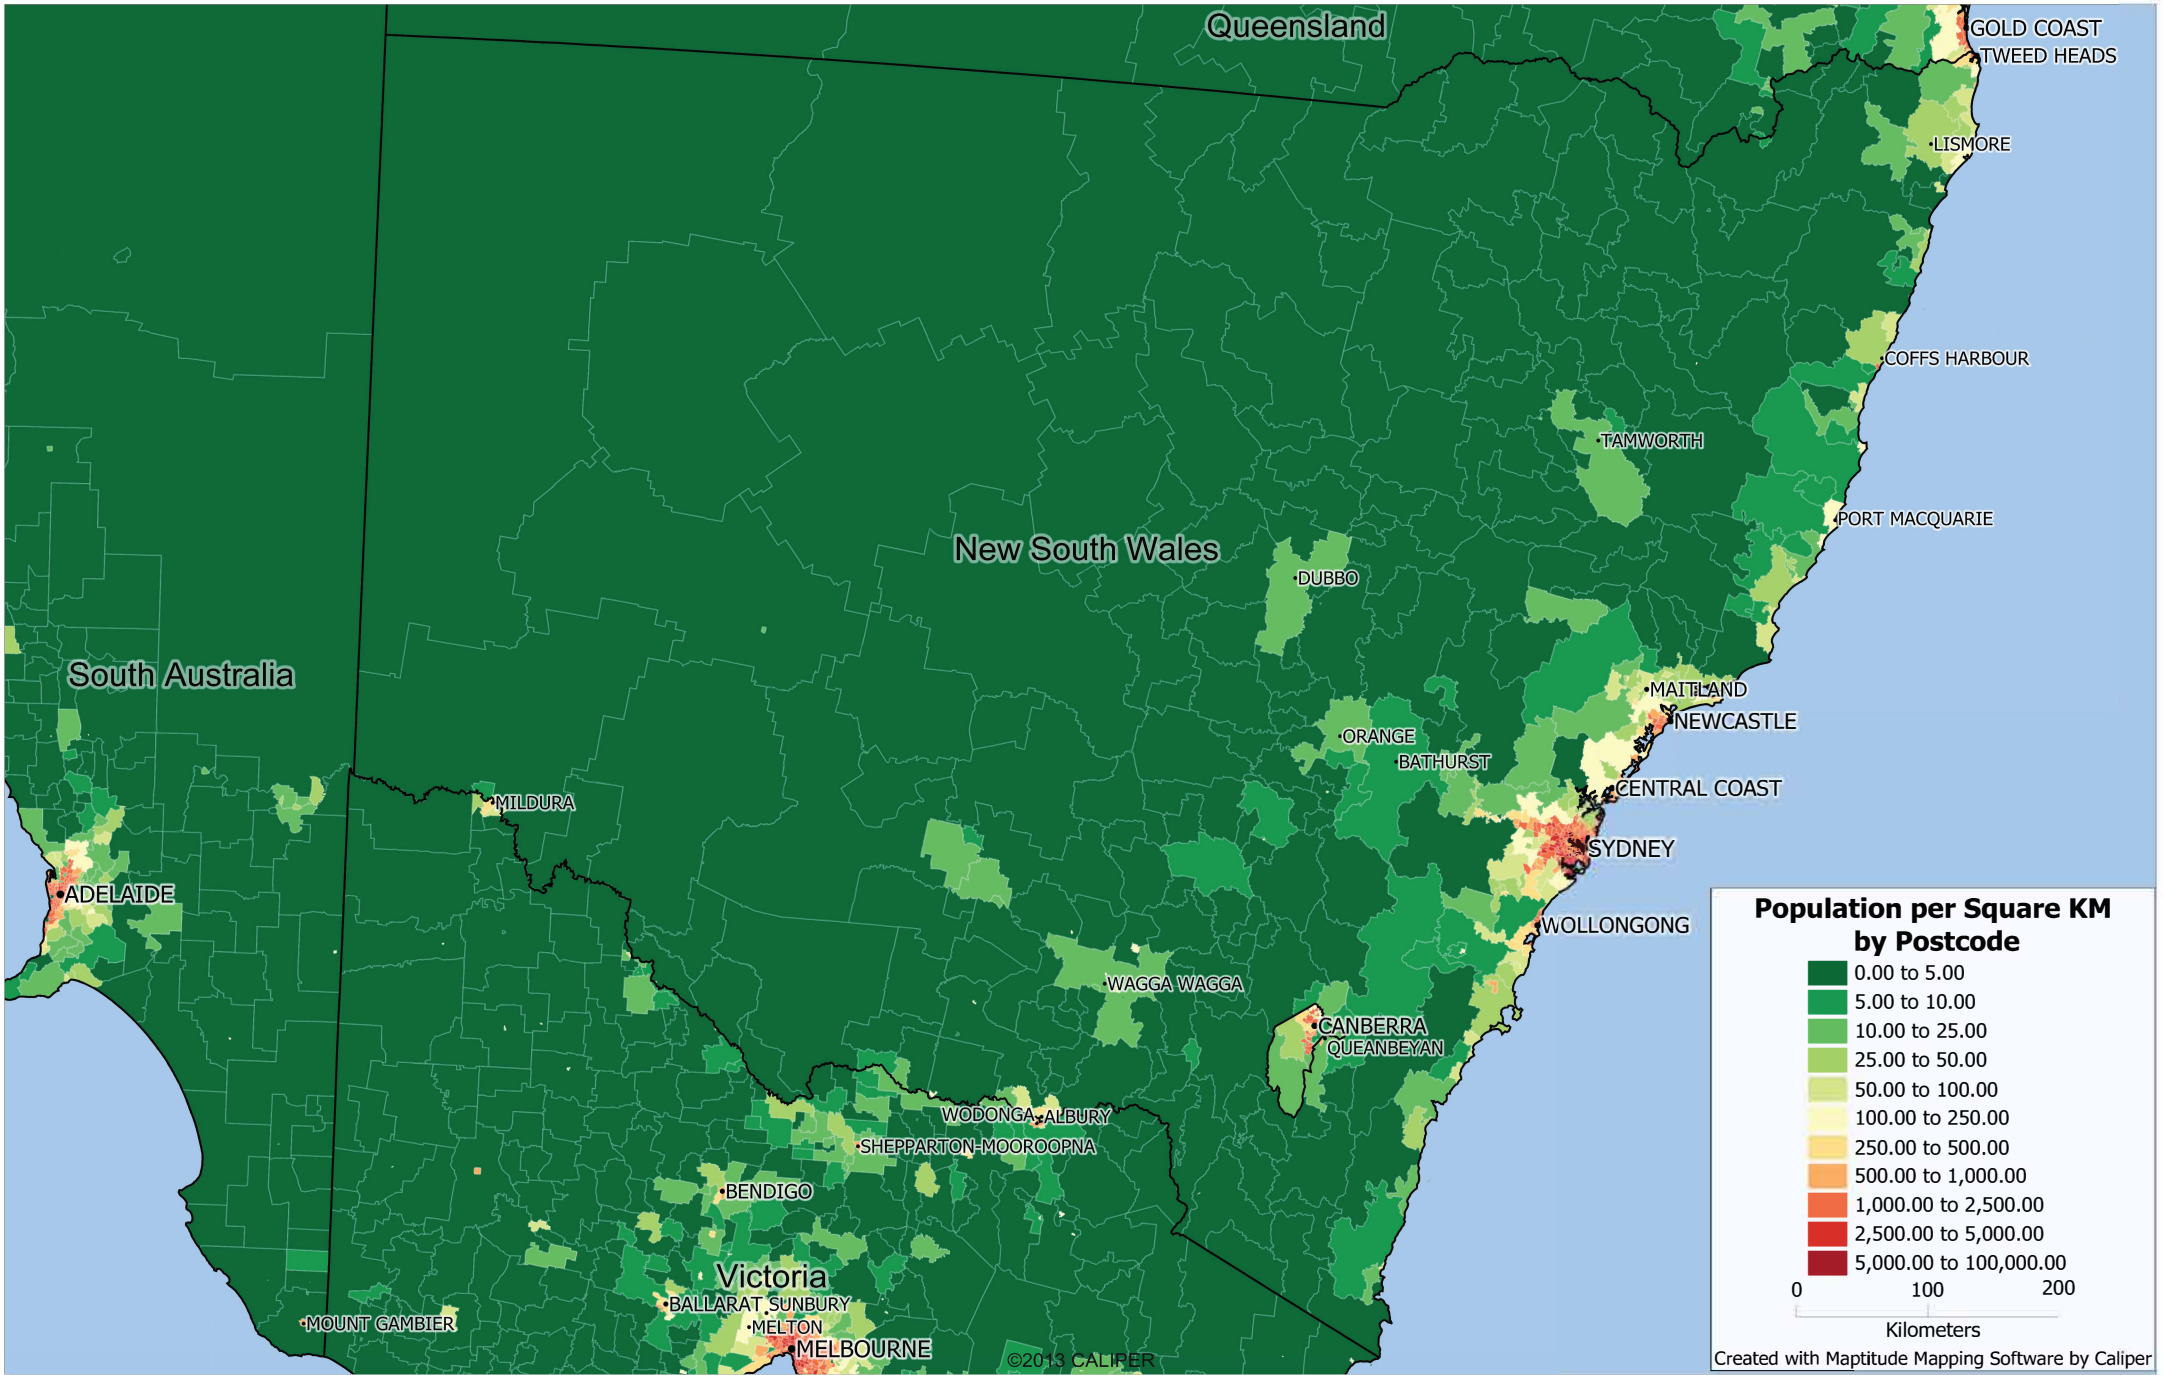 Queensland
GOLD COAST
TWEED HEADS
LISMORE
COFFS HARBOUR
TAMWORTH
PORT MACQUARIE
New South Wales
DUBBO
South Australia
MAITLAND
NEWCASTLE
ORANGE
BATHURST
CENTRAL COAST
MILDURA
SYDNEY
ADELAIDE
WOLLONGONG
WAGGA WAGGA
CANBERRA
QUEANBEYAN
WODONGA
ALBURY
SHEPPARTON-MOOROOPNA
BENDIGO
Victoria
BALLARAT
SUNBURY
MOUNT GAMBIER
MELTON
MELBOURNE
©2013 CALIPER
Population per Square KM
by Postcode
0.00 to 5.00
5.00 to 10.00
10.00 to 25.00
25.00 to 50.00
50.00 to 100.00
100.00 to 250.00
250.00 to 500.00
500.00 to 1,000.00
1,000.00 to 2,500.00
2,500.00 to 5,000.00
5,000.00 to 100,000.00
0 100 200
Kilometers
Created with Maptitude Mapping Software by Caliper